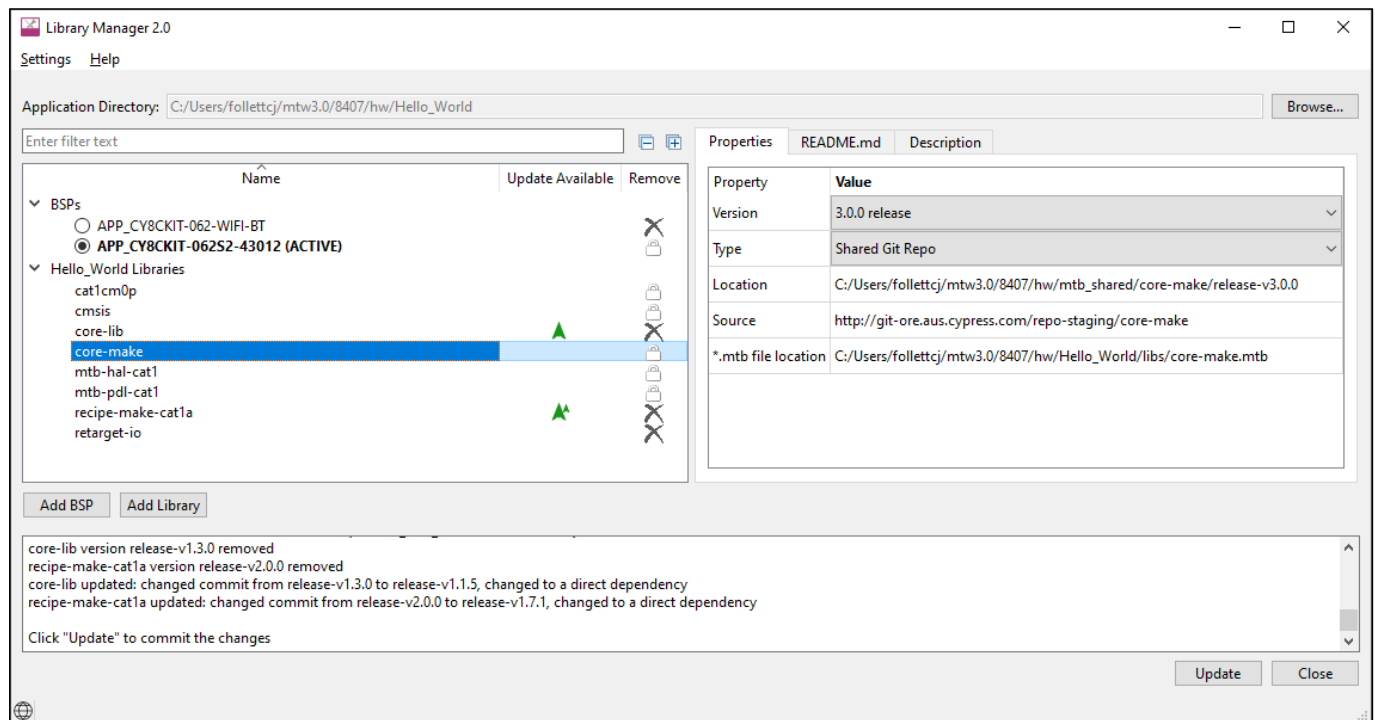 Library Manager 2.0
Settings Help
Application Directory: C:/Users/follettcj/mtw3.0/8407/hw/Hello_World Browse...
Enter filter text
Name Update Available Remove
BSPs
APP_CY8CKIT-062-WIFI-BT
APP_CY8CKIT-062S2-43012 (ACTIVE)
Hello_World Libraries
cat1cm0p
cmsis
core-lib
core-make
mtb-hal-cat1
mtb-pdl-cat1
recipe-make-cat1a
retarget-io
Properties README.md Description
Property Value
Version 3.0.0 release
Type Shared Git Repo
Location C:/Users/follettcj/mtw3.0/8407/hw/mtb_shared/core-make/release-v3.0.0
Source http://git-ore.aus.cypress.com/repo-staging/core-make
*.mtb file location C:/Users/follettcj/mtw3.0/8407/hw/Hello_World/libs/core-make.mtb
Add BSP Add Library
core-lib version release-v1.3.0 removed
recipe-make-cat1a version release-v2.0.0 removed
core-lib updated: changed commit from release-v1.3.0 to release-v1.1.5, changed to a direct dependency
recipe-make-cat1a updated: changed commit from release-v2.0.0 to release-v1.7.1, changed to a direct dependency
Click "Update" to commit the changes
Update Close